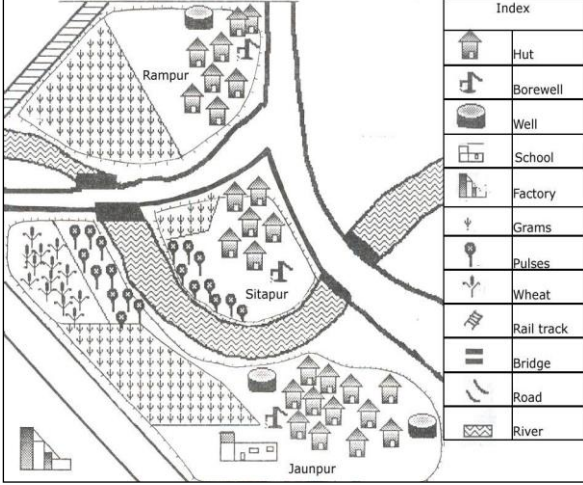 Rampur
Sitapur
Jaunpur
Index
Hut
Borewell
Well
School
Factory
Grams
Pulses
Wheat
Rail track
Bridge
Road
River